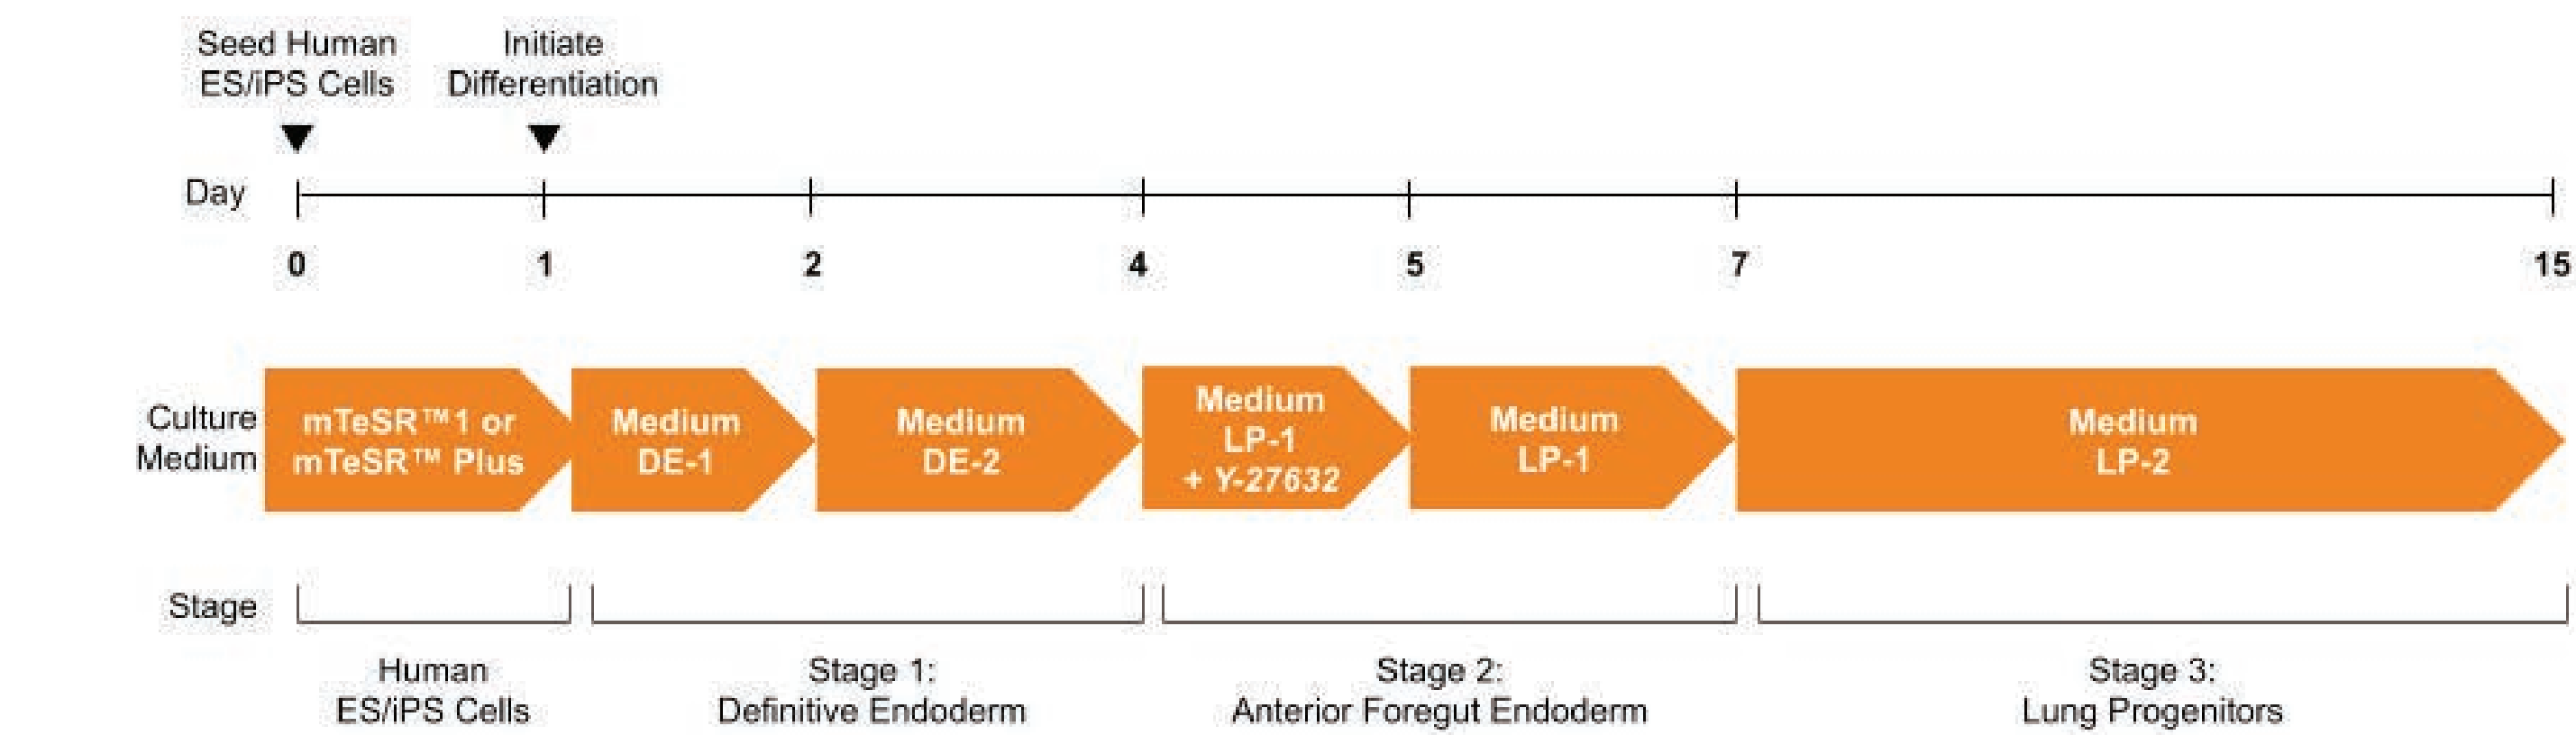 Seed Human
ES/iPS Cells
Initiate
Differentiation
Day
0 1 2 4 5 7 15
Culture
Medium
mTeSR™1 or
mTeSR™ Plus
Medium
DE-1
Medium
DE-2
Medium
LP-1
+ Y-27632
Medium
LP-1
Medium
LP-2
Stage
Human
ES/iPS Cells
Stage 1:
Definitive Endoderm
Stage 2:
Anterior Foregut Endoderm
Stage 3:
Lung Progenitors